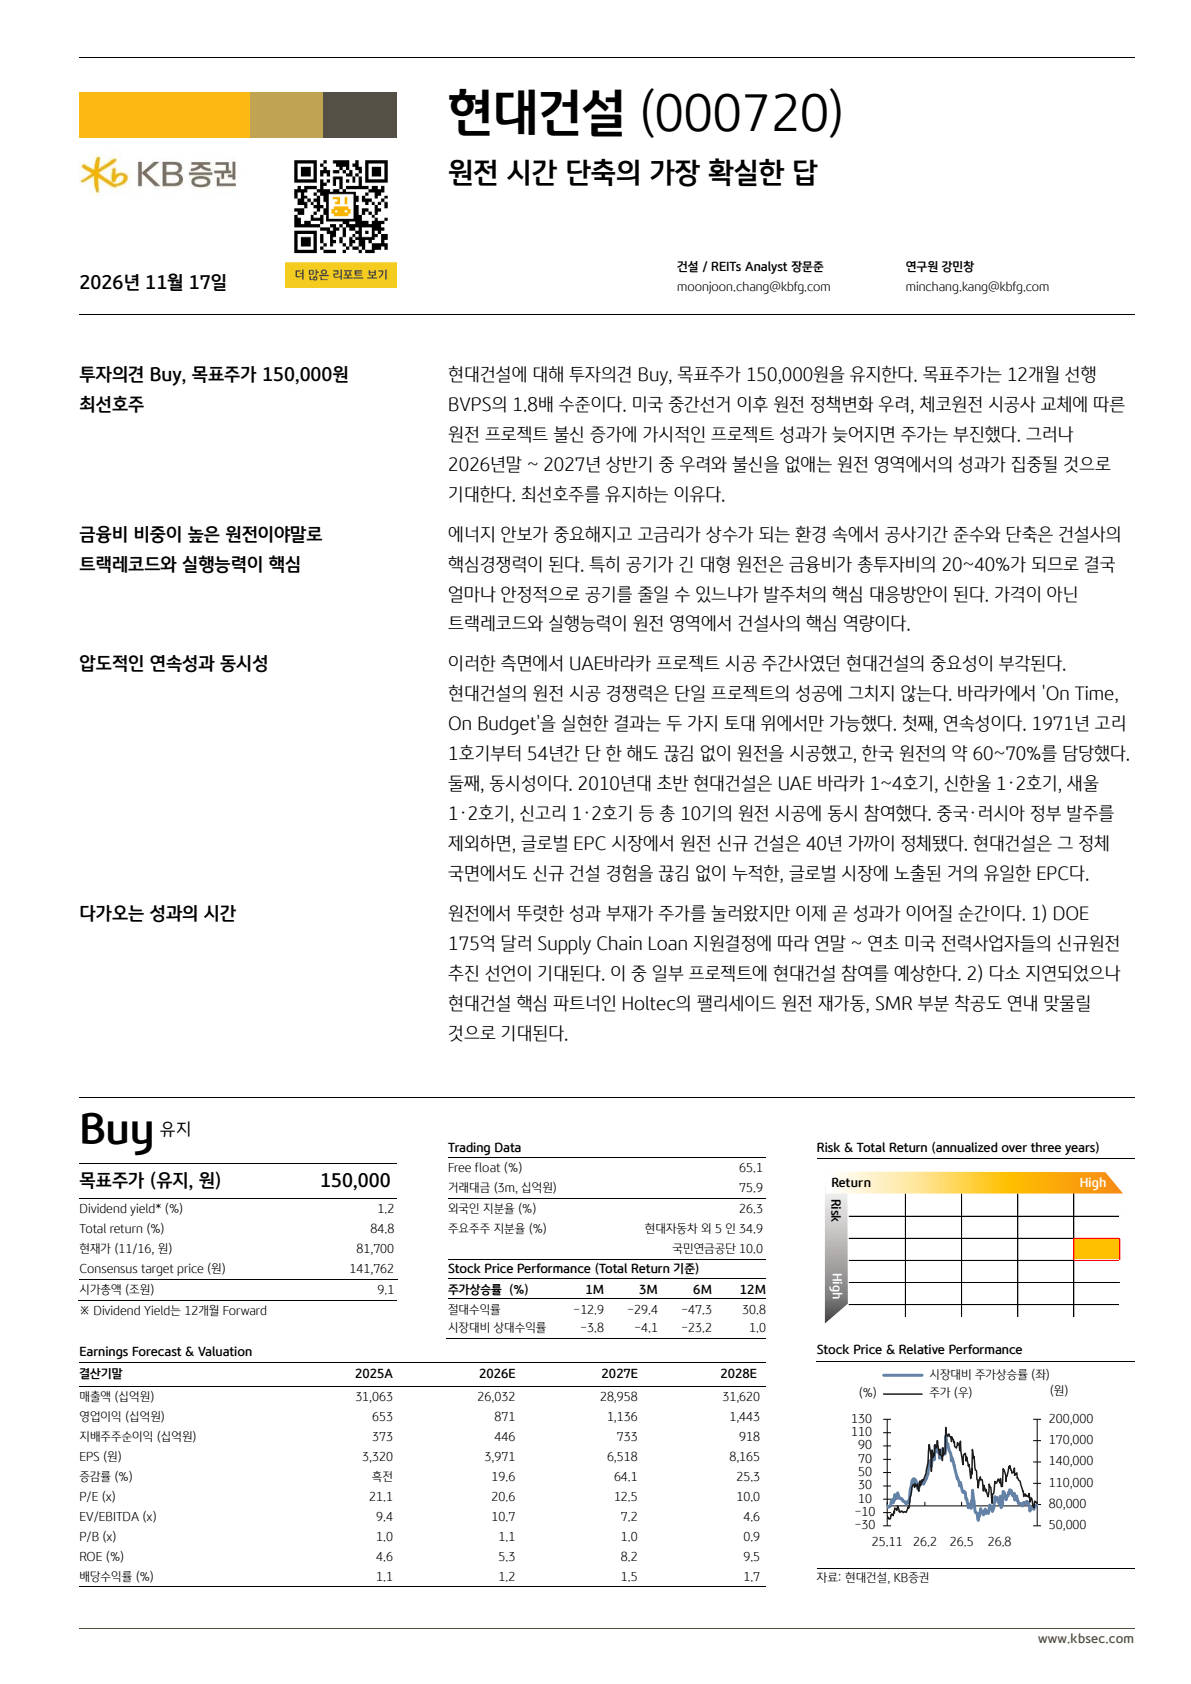 현대건설 (000720)
원전 시간 단축의 가장 확실한 답
KB증권
더 많은 리포트 보기
2026년 11월 17일
건설 / REITs Analyst 장문준
moonjoon.chang@kbfg.com
연구원 강민창
minchang.kang@kbfg.com
투자의견 Buy, 목표주가 150,000원
최선호주
현대건설에 대해 투자의견 Buy, 목표주가 150,000원을 유지한다. 목표주가는 12개월 선행
BVPS의 1.8배 수준이다. 미국 중간선거 이후 원전 정책변화 우려, 체코원전 시공사 교체에 따른
원전 프로젝트 불신 증가에 가시적인 프로젝트 성과가 늦어지면 주가는 부진했다. 그러나
2026년말 ~ 2027년 상반기 중 우려와 불신을 없애는 원전 영역에서의 성과가 집중될 것으로
기대한다. 최선호주를 유지하는 이유다.
금융비 비중이 높은 원전이야말로
트랙레코드와 실행능력이 핵심
에너지 안보가 중요해지고 고금리가 상수가 되는 환경 속에서 공사기간 준수와 단축은 건설사의
핵심경쟁력이 된다. 특히 공기가 긴 대형 원전은 금융비가 총투자비의 20~40%가 되므로 결국
얼마나 안정적으로 공기를 줄일 수 있느냐가 발주처의 핵심 대응방안이 된다. 가격이 아닌
트랙레코드와 실행능력이 원전 영역에서 건설사의 핵심 역량이다.
압도적인 연속성과 동시성
이러한 측면에서 UAE바라카 프로젝트 시공 주간사였던 현대건설의 중요성이 부각된다.
현대건설의 원전 시공 경쟁력은 단일 프로젝트의 성공에 그치지 않는다. 바라카에서 'On Time,
On Budget'을 실현한 결과는 두 가지 토대 위에서만 가능했다. 첫째, 연속성이다. 1971년 고리
1호기부터 54년간 단 한 해도 끊김 없이 원전을 시공했고, 한국 원전의 약 60~70%를 담당했다.
둘째, 동시성이다. 2010년대 초반 현대건설은 UAE 바라카 1~4호기, 신한울 1·2호기, 새울
1·2호기, 신고리 1·2호기 등 총 10기의 원전 시공에 동시 참여했다. 중국·러시아 정부 발주를
제외하면, 글로벌 EPC 시장에서 원전 신규 건설은 40년 가까이 정체됐다. 현대건설은 그 정체
국면에서도 신규 건설 경험을 끊김 없이 누적한, 글로벌 시장에 노출된 거의 유일한 EPC다.
다가오는 성과의 시간
원전에서 뚜렷한 성과 부재가 주가를 눌러왔지만 이제 곧 성과가 이어질 순간이다. 1) DOE
175억 달러 Supply Chain Loan 지원결정에 따라 연말 ~ 연초 미국 전력사업자들의 신규원전
추진 선언이 기대된다. 이 중 일부 프로젝트에 현대건설 참여를 예상한다. 2) 다소 지연되었으나
현대건설 핵심 파트너인 Holtec의 팰리세이드 원전 재가동, SMR 부분 착공도 연내 맞물릴
것으로 기대된다.
Buy 유지
목표주가 (유지, 원) 150,000
Dividend yield* (%) 1.2
Total return (%) 84.8
현재가 (11/16, 원) 81,700
Consensus target price (원) 141,762
시가총액 (조원) 9.1
※ Dividend Yield는 12개월 Forward
Trading Data
Free float (%) 65.1
거래대금 (3m, 십억원) 75.9
외국인 지분율 (%) 26.3
주요주주 지분율 (%) 현대자동차 외 5 인 34.9
국민연금공단 10.0
Stock Price Performance (Total Return 기준)
주가상승률 (%) 1M 3M 6M 12M
절대수익률 -12.9 -29.4 -47.3 30.8
시장대비 상대수익률 -3.8 -4.1 -23.2 1.0
Risk & Total Return (annualized over three years)
Return High
Risk
High
Earnings Forecast & Valuation
결산기말 2025A 2026E 2027E 2028E
매출액 (십억원) 31,063 26,032 28,958 31,620
영업이익 (십억원) 653 871 1,136 1,443
지배주주순이익 (십억원) 373 446 733 918
EPS (원) 3,320 3,971 6,518 8,165
증감률 (%) 흑전 19.6 64.1 25.3
P/E (x) 21.1 20.6 12.5 10.0
EV/EBITDA (x) 9.4 10.7 7.2 4.6
P/B (x) 1.0 1.1 1.0 0.9
ROE (%) 4.6 5.3 8.2 9.5
배당수익률 (%) 1.1 1.2 1.5 1.7
Stock Price & Relative Performance
시장대비 주가상승률 (좌)
(%) 주가 (우) (원)
130 200,000
110 170,000
90
70 140,000
50
30 110,000
10 80,000
-10
-30 50,000
25.11 26.2 26.5 26.8
자료: 현대건설, KB증권
www.kbsec.com